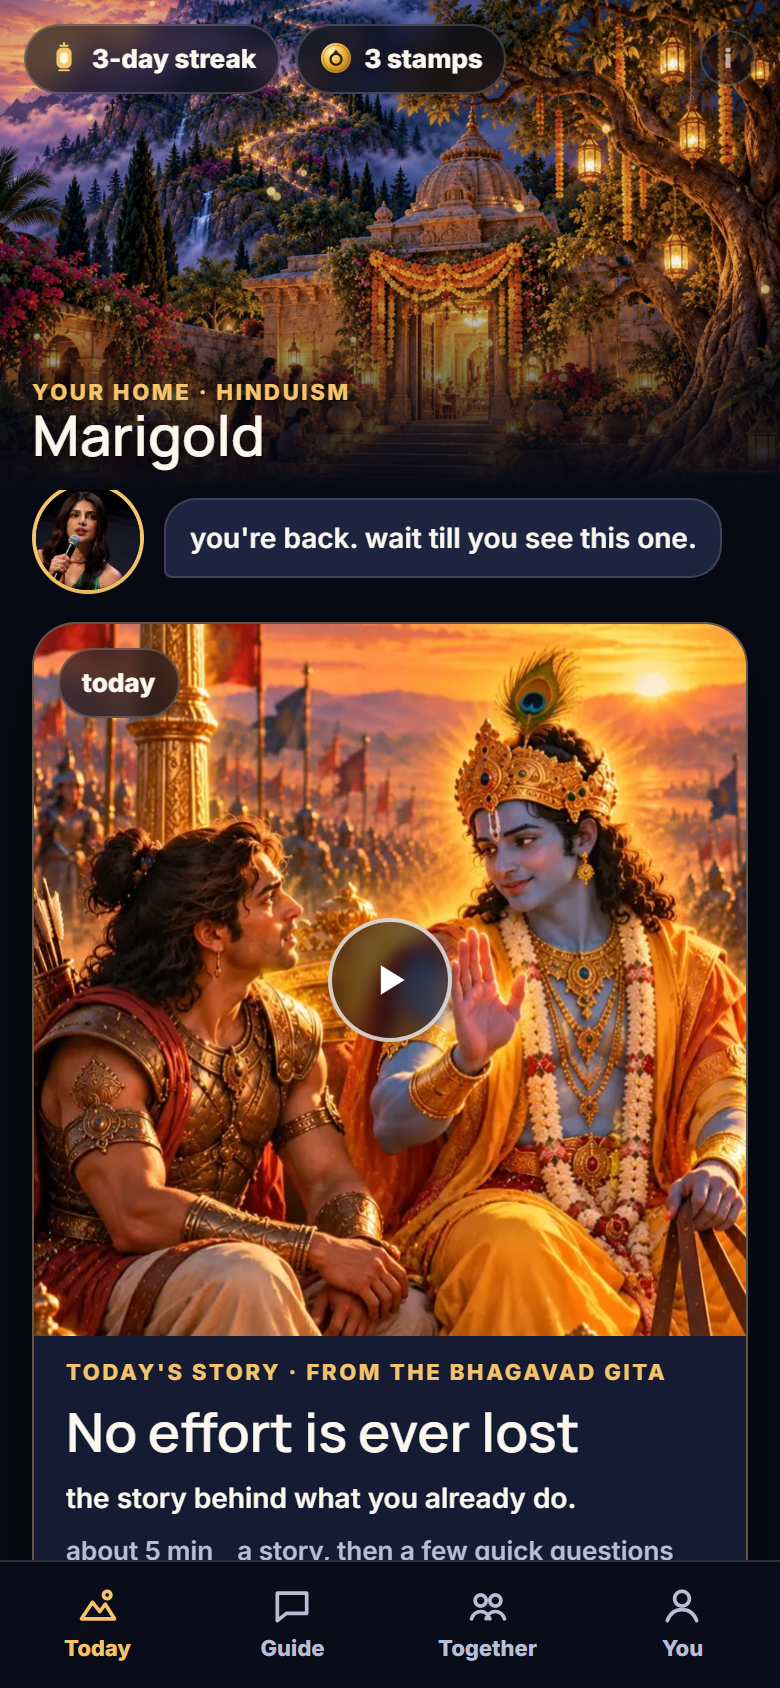 3-day streak
3 stamps
i
YOUR HOME · HINDUISM
Marigold
you're back. wait till you see this one.
today
TODAY'S STORY · FROM THE BHAGAVAD GITA
No effort is ever lost
the story behind what you already do.
about 5 min a story, then a few quick questions
Today
Guide
Together
You